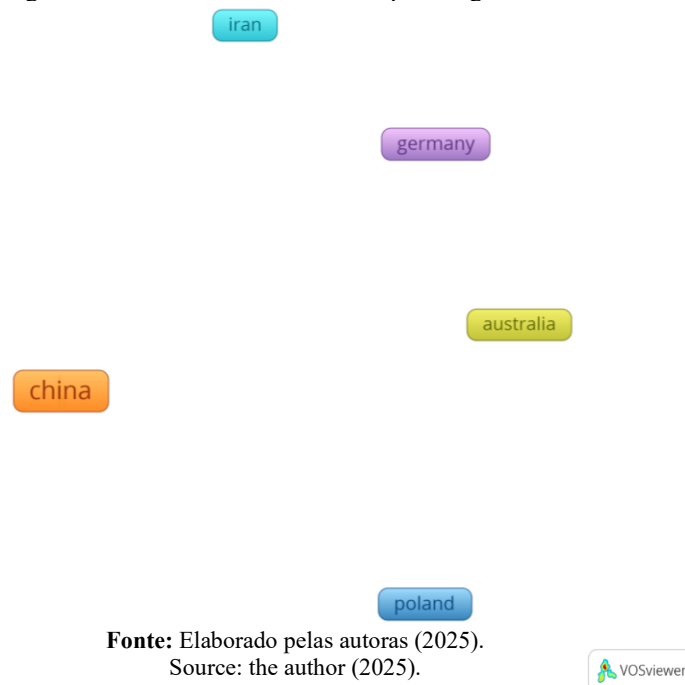 iran
germany
australia
china
poland
Fonte: Elaborado pelas autoras (2025).
Source: the author (2025).
VOSviewer